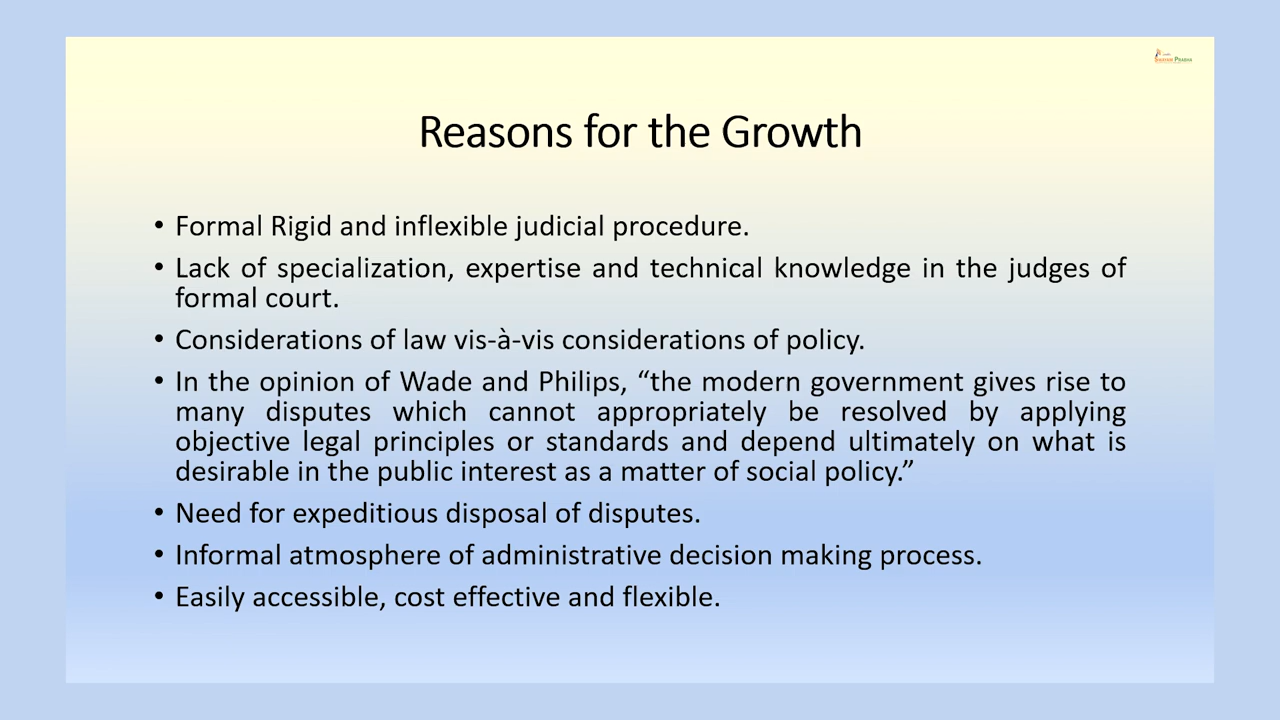 Reasons for the Growth
• Formal Rigid and inflexible judicial procedure.
• Lack of specialization, expertise and technical knowledge in the judges of
formal court.
• Considerations of law vis-à-vis considerations of policy.
• In the opinion of Wade and Philips, “the modern government gives rise to
many disputes which cannot appropriately be resolved by applying
objective legal principles or standards and depend ultimately on what is
desirable in the public interest as a matter of social policy.”
• Need for expeditious disposal of disputes.
• Informal atmosphere of administrative decision making process.
• Easily accessible, cost effective and flexible.